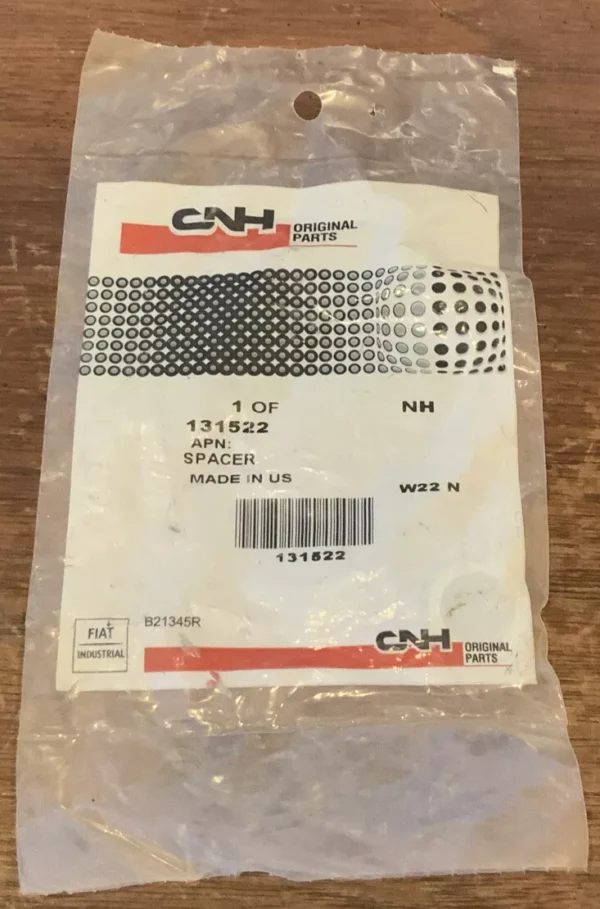 CNH ORIGINAL
PARTS
1 OF NH
131522
APN:
SPACER
MADE IN US
W22 N
131522
B21345R
FIAT
INDUSTRIAL
CNH ORIGINAL
PARTS